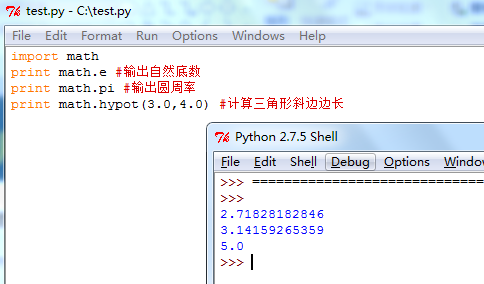 test.py - C:\test.py
File Edit Format Run Options Windows Help
import math
print math.e #输出自然底数
print math.pi #输出圆周率
print math.hypot(3.0,4.0) #计算三角形斜边边长
Python 2.7.5 Shell
File Edit Shell Debug Options Window
>>> ==============================
>>>
2.71828182846
3.14159265359
5.0
>>>